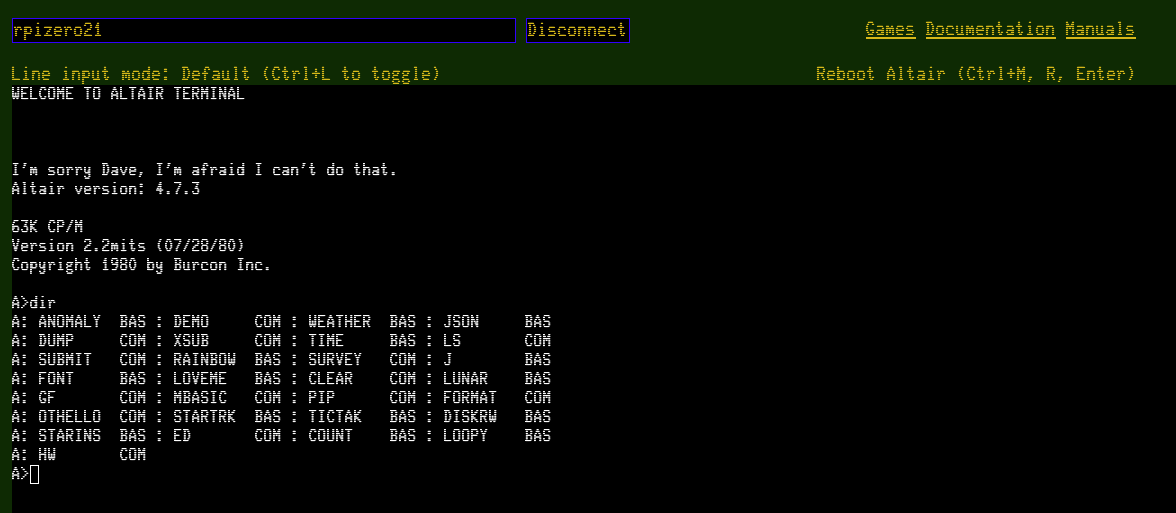 rpizero21 Disconnect Games Documentation Manuals
Line input mode: Default (Ctrl+L to toggle) Reboot Altair (Ctrl+M, R, Enter)
WELCOME TO ALTAIR TERMINAL
I'm sorry Dave, I'm afraid I can't do that.
Altair version: 4.7.3
63K CP/M
Version 2.2mits (07/28/80)
Copyright 1980 by Burcon Inc.
A>dir
A: ANOMALY  BAS : DEMO     COM : WEATHER  BAS : JSON     BAS
A: DUMP     COM : XSUB     COM : TIME     BAS : LS       COM
A: SUBMIT   COM : RAINBOW  BAS : SURVEY   COM : J        BAS
A: FONT     BAS : LOVEME   BAS : CLEAR    COM : LUNAR    BAS
A: GF       COM : MBASIC   COM : PIP      COM : FORMAT   COM
A: OTHELLO  COM : STARTRK  BAS : TICTAK   BAS : DISKRW   BAS
A: STARINS  BAS : ED       COM : COUNT    BAS : LOOPY    BAS
A: HW       COM
A>